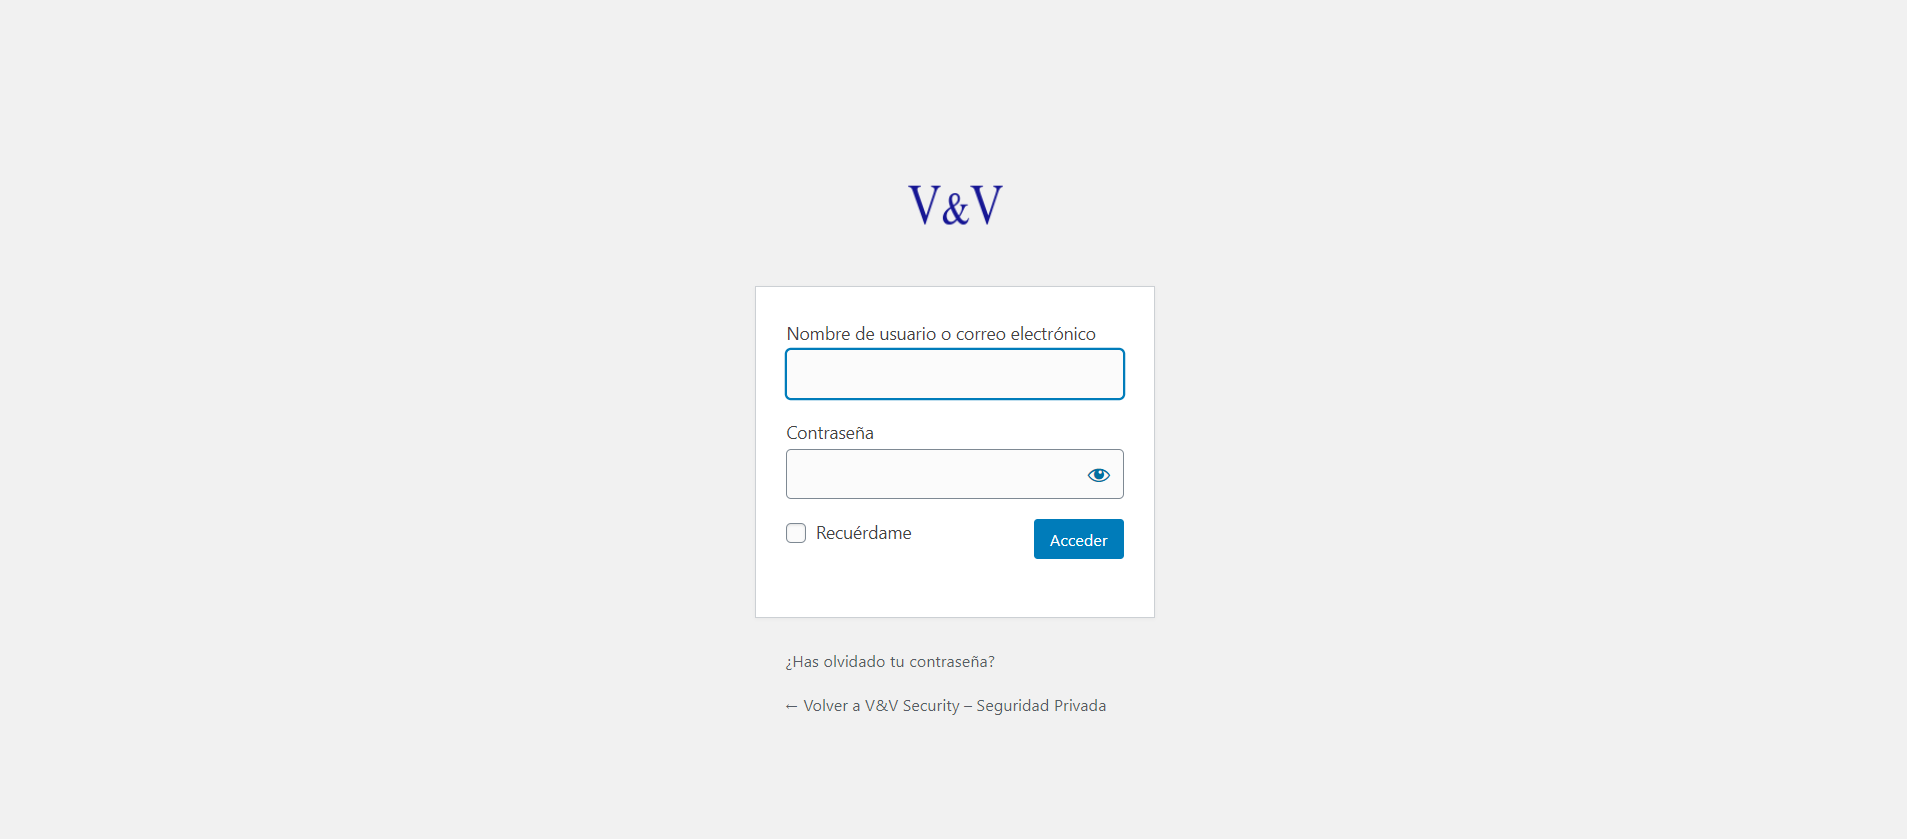 V&V
Nombre de usuario o correo electrónico
Contraseña
Recuérdame
Acceder
¿Has olvidado tu contraseña?
← Volver a V&V Security – Seguridad Privada